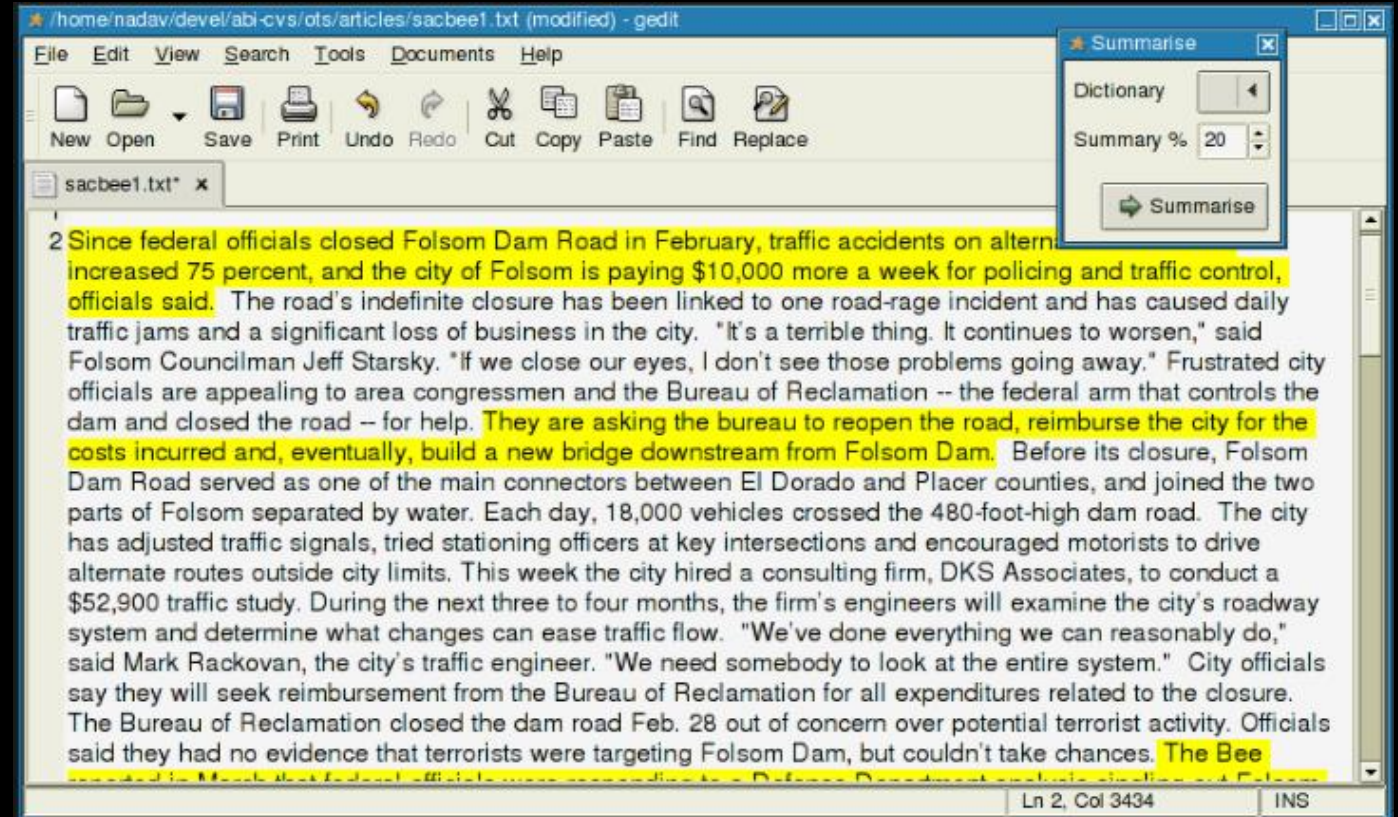 /home/nadav/devel/abi-cvs/ots/articles/sacbee1.txt (modified) - gedit
File Edit View Search Tools Documents Help
New Open Save Print Undo Redo Cut Copy Paste Find Replace
Summarise
Dictionary
Summary % 20
Summarise
sacbee1.txt*
2 Since federal officials closed Folsom Dam Road in February, traffic accidents on
increased 75 percent, and the city of Folsom is paying $10,000 more a week for policing and traffic control,
officials said. The road's indefinite closure has been linked to one road-rage incident and has caused daily
traffic jams and a significant loss of business in the city. "It's a terrible thing. It continues to worsen," said
Folsom Councilman Jeff Starsky. "If we close our eyes, I don't see those problems going away." Frustrated city
officials are appealing to area congressmen and the Bureau of Reclamation -- the federal arm that controls the
dam and closed the road -- for help. They are asking the bureau to reopen the road, reimburse the city for the
costs incurred and, eventually, build a new bridge downstream from Folsom Dam. Before its closure, Folsom
Dam Road served as one of the main connectors between El Dorado and Placer counties, and joined the two
parts of Folsom separated by water. Each day, 18,000 vehicles crossed the 480-foot-high dam road. The city
has adjusted traffic signals, tried stationing officers at key intersections and encouraged motorists to drive
alternate routes outside city limits. This week the city hired a consulting firm, DKS Associates, to conduct a
$52,900 traffic study. During the next three to four months, the firm's engineers will examine the city's roadway
system and determine what changes can ease traffic flow. "We've done everything we can reasonably do,"
said Mark Rackovan, the city's traffic engineer. "We need somebody to look at the entire system." City officials
say they will seek reimbursement from the Bureau of Reclamation for all expenditures related to the closure.
The Bureau of Reclamation closed the dam road Feb. 28 out of concern over potential terrorist activity. Officials
said they had no evidence that terrorists were targeting Folsom Dam, but couldn't take chances. The Bee
reported in March that federal officials were responding to a Defense Department analysis singling out Folsom
Ln 2, Col 3434 INS